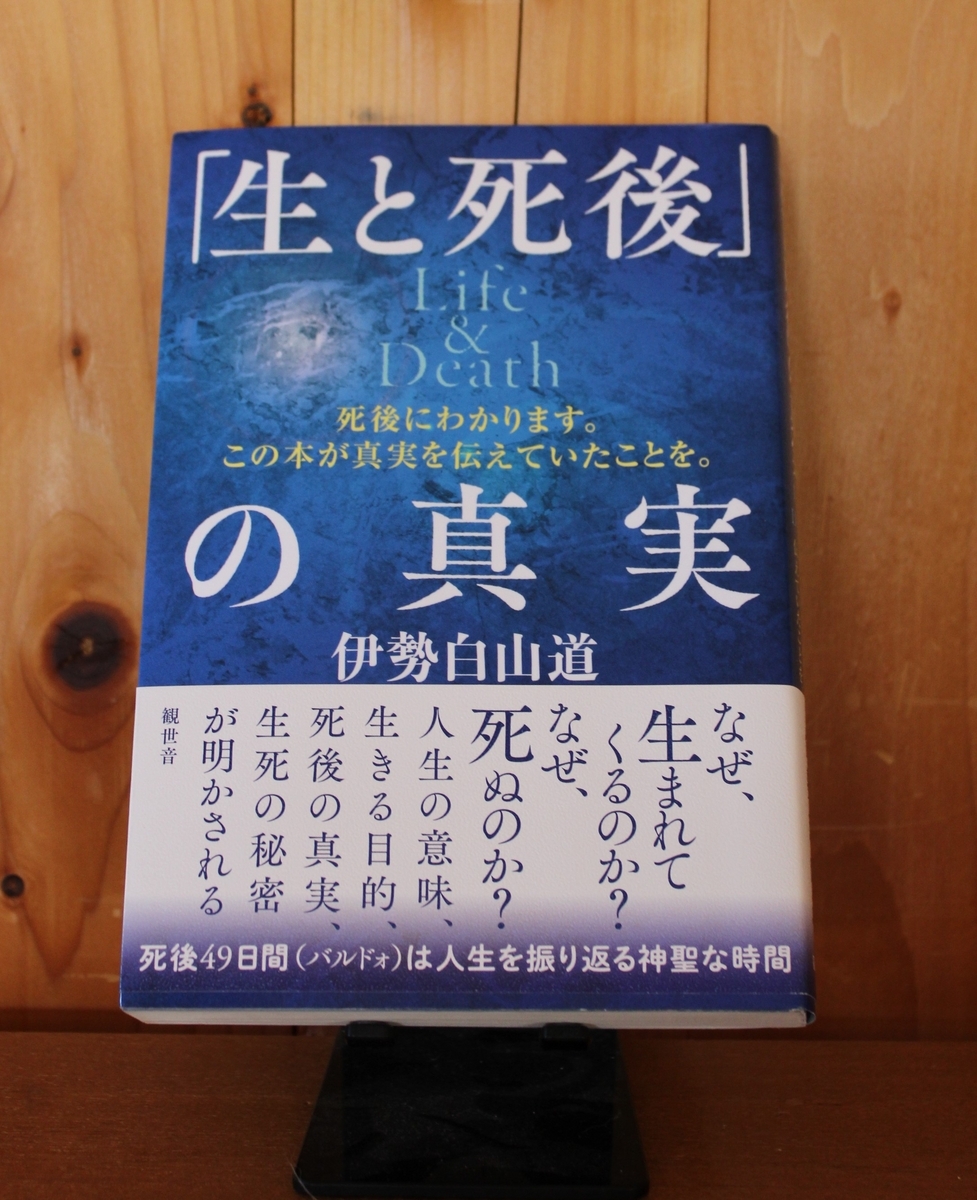 「生と死後」
Life
&
Death
死後にわかります。
この本が真実を伝えていたことを。
の真実
伊勢白山道
なぜ、
生まれて
くるのか?
なぜ、
死ぬのか?
人生の意味、
生きる目的、
死後の真実、
生死の秘密
が明かされる
観世音
死後49日間（バルドォ）は人生を振り返る神聖な時間